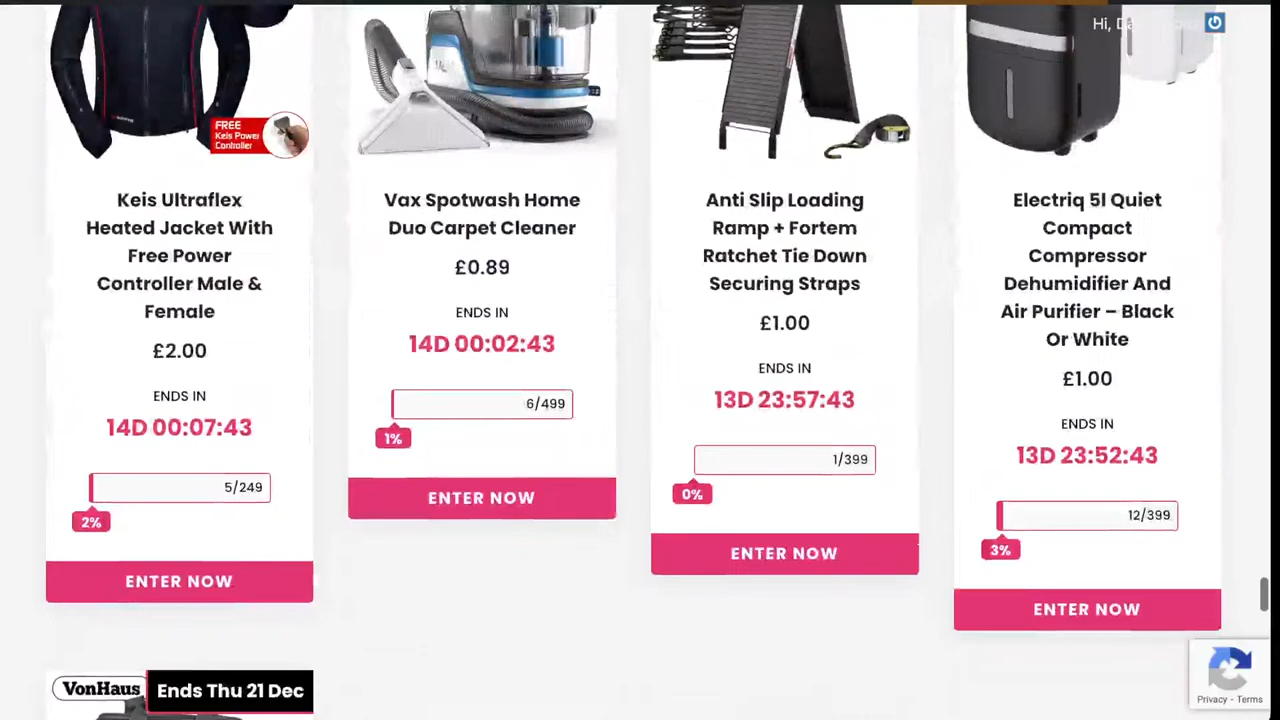 Hi, Da
FREE
Keis Power
Controller
Keis Ultraflex
Heated Jacket With
Free Power
Controller Male &
Female
£2.00
ENDS IN
14D 00:07:43
5/249
2%
ENTER NOW
Vax Spotwash Home
Duo Carpet Cleaner
£0.89
ENDS IN
14D 00:02:43
6/499
1%
ENTER NOW
Anti Slip Loading
Ramp + Fortem
Ratchet Tie Down
Securing Straps
£1.00
ENDS IN
13D 23:57:43
1/399
0%
ENTER NOW
Electriq 5l Quiet
Compact
Compressor
Dehumidifier And
Air Purifier – Black
Or White
£1.00
ENDS IN
13D 23:52:43
12/399
3%
ENTER NOW
VonHaus
Ends Thu 21 Dec
Privacy - Terms